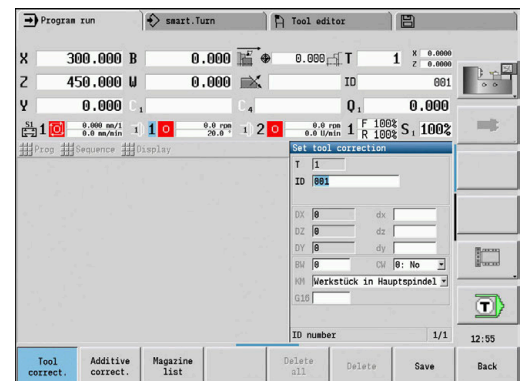 Program run smart.Turn Tool editor
X 300.000 B 0.000 0.000 T 1 X 0.0000
Z 0.0000
Z 450.000 W 0.000 ID 001
Y 0.000 C1 C4 Q1 0.000
S1 1 0.000 mm/1 1 0.0 rpm 1 2 0.0 rpm 1 F 100% S1 100%
0.0 mm/min 20.0 ° 0.0 U/min R 100%
Prog Sequence Display
Set tool correction
T 1
ID 001
DX 0 dx
DZ 0 dz
DY 0 dy
BW 0 CW 0: No
KM Werkstück in Hauptspindel
G16
ID number 1/1
T
12:55
Tool correct. Additive correct. Magazine list Delete all Delete Save Back